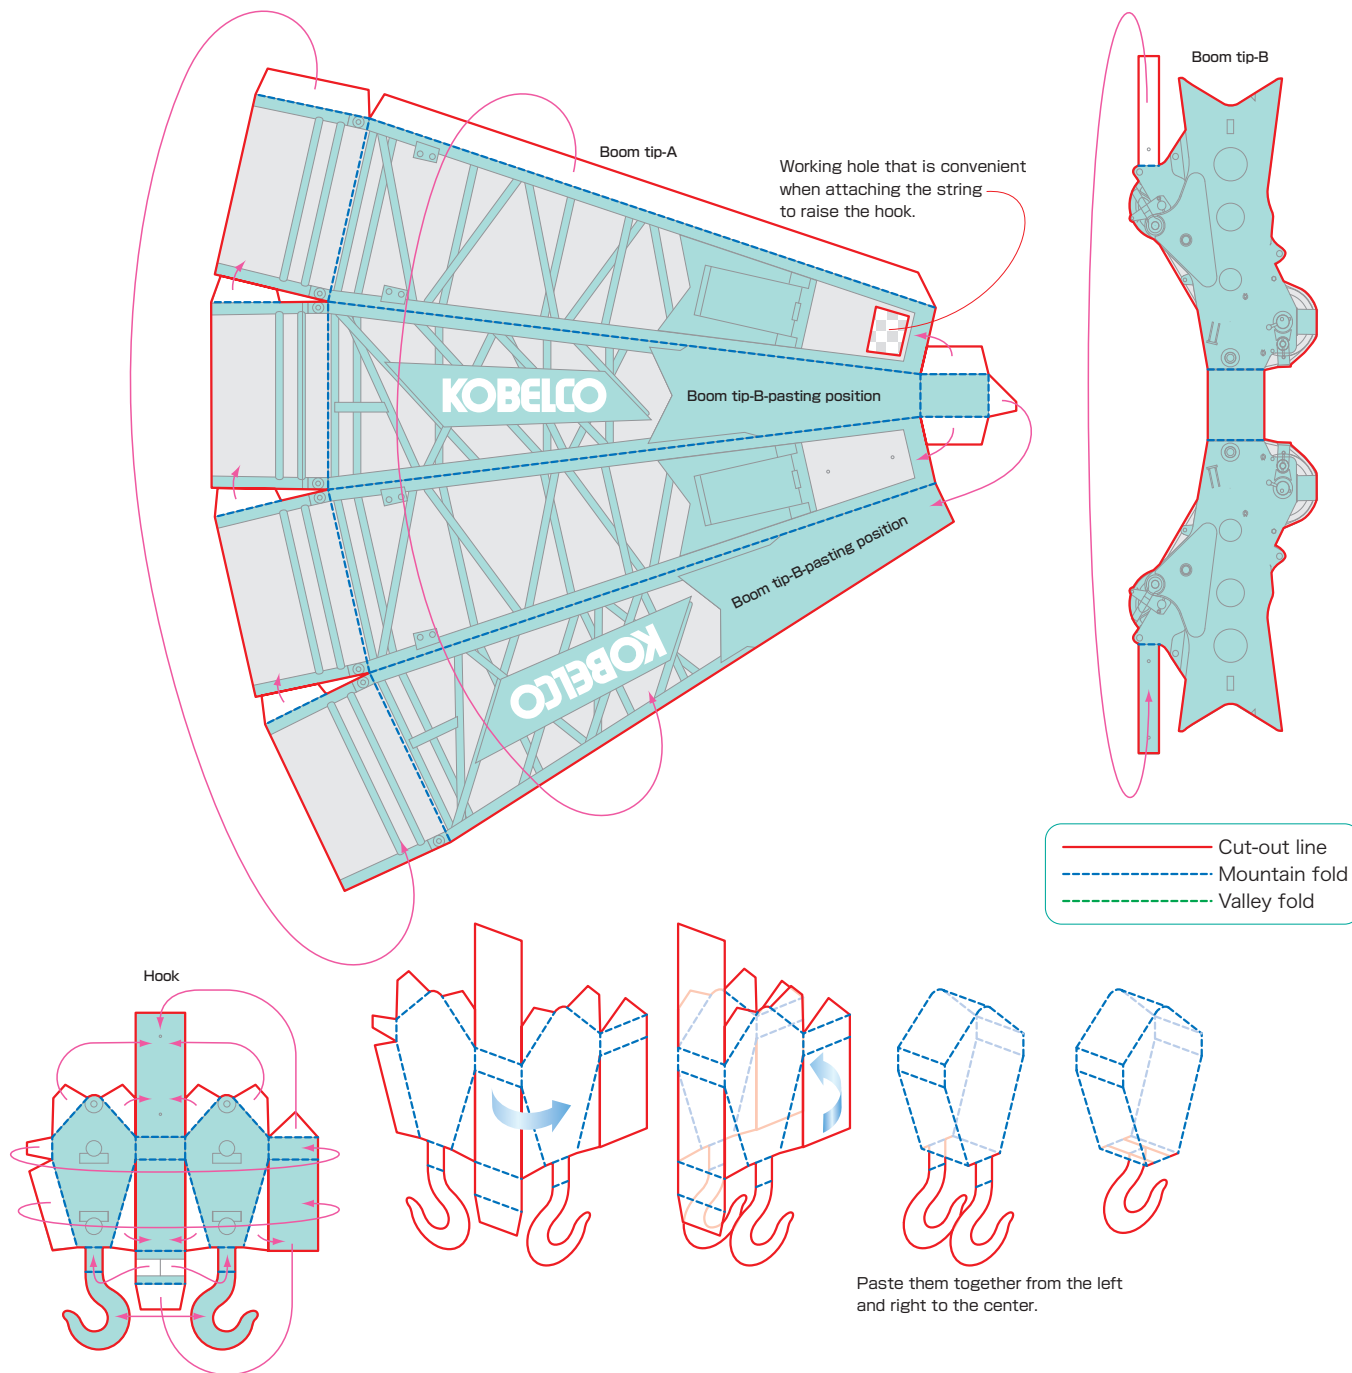 Boom tip-B
Boom tip-A
Working hole that is convenient
when attaching the string
to raise the hook.
KOBELCO
Boom tip-B-pasting position
Boom tip-B-pasting position
KOBELCO
Cut-out line
Mountain fold
Valley fold
Hook
Paste them together from the left
and right to the center.